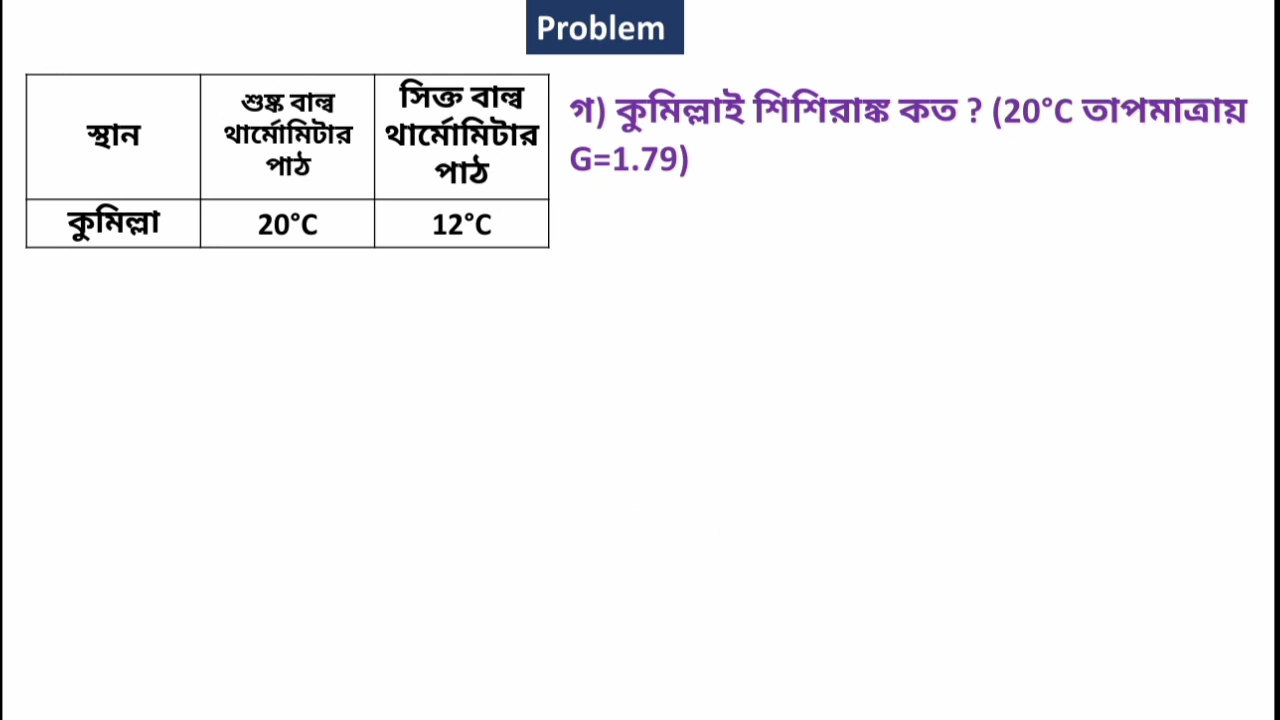 Problem
স্থান
শুষ্ক বাল্ব
থার্মোমিটার
পাঠ
সিক্ত বাল্ব
থার্মোমিটার
পাঠ
কুমিল্লা
20°C
12°C
গ) কুমিল্লাই শিশিরাঙ্ক কত ? (20°C তাপমাত্রায়
G=1.79)